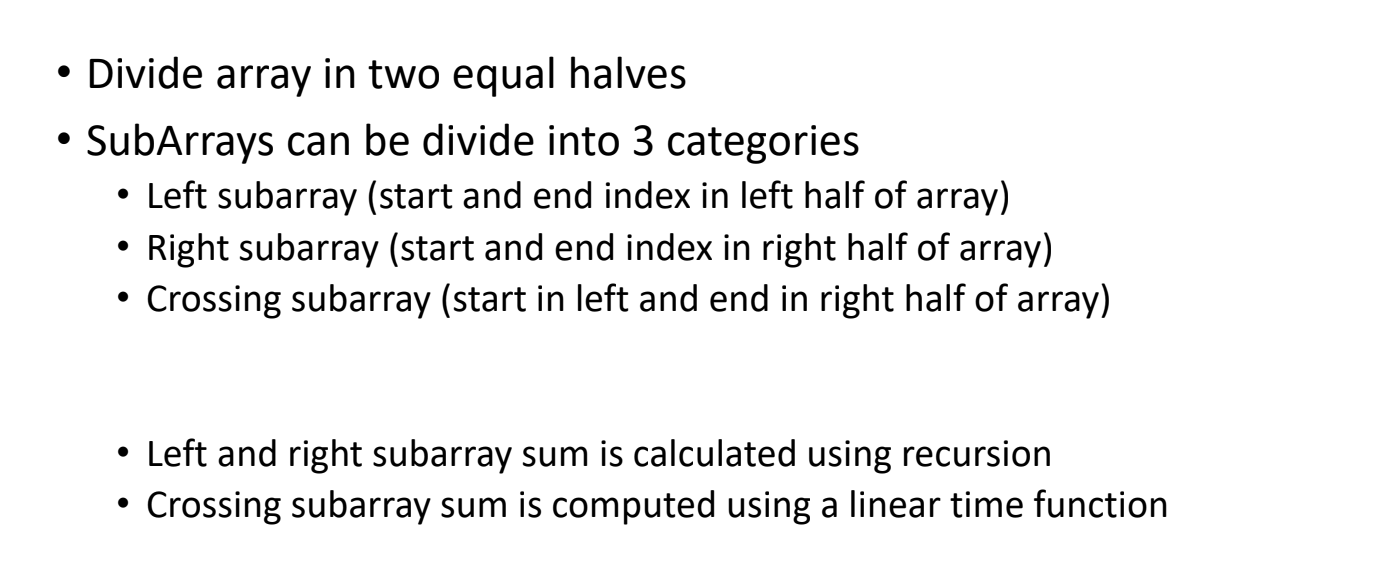 • Divide array in two equal halves
• SubArrays can be divide into 3 categories
• Left subarray (start and end index in left half of array)
• Right subarray (start and end index in right half of array)
• Crossing subarray (start in left and end in right half of array)
• Left and right subarray sum is calculated using recursion
• Crossing subarray sum is computed using a linear time function